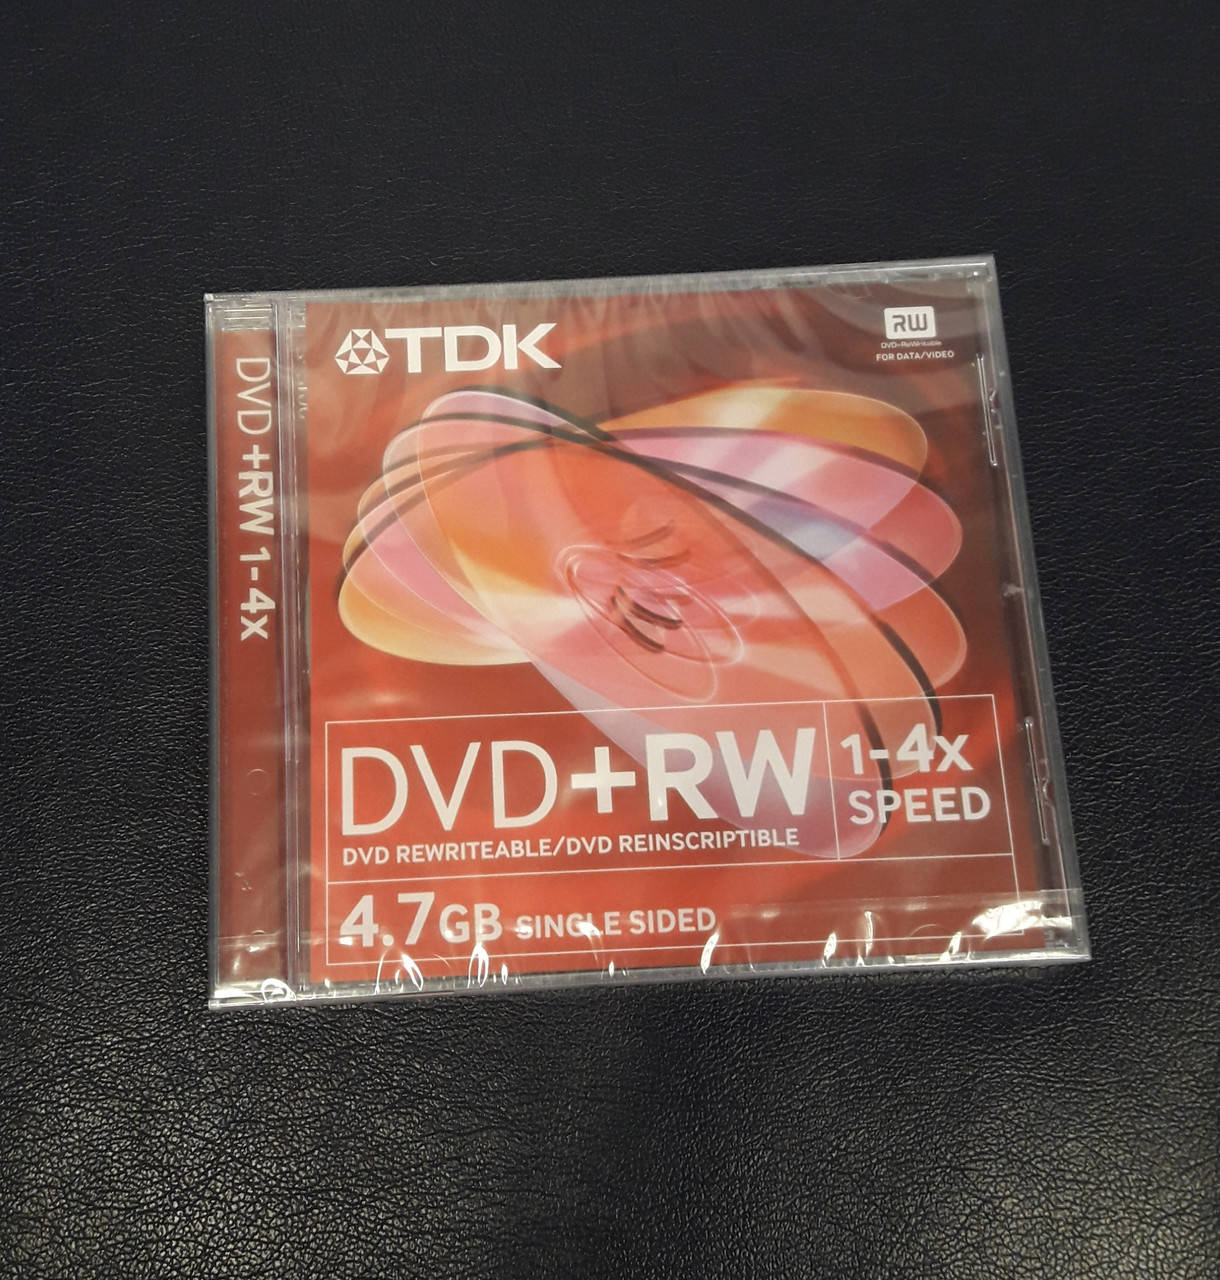 TDK
RW
DVD+ReWritable
FOR DATA/VIDEO
DVD+RW 1-4x
DVD+RW
1-4x
SPEED
DVD REWRITEABLE/DVD REINSCRIPTIBLE
4.7GB SINGLE SIDED